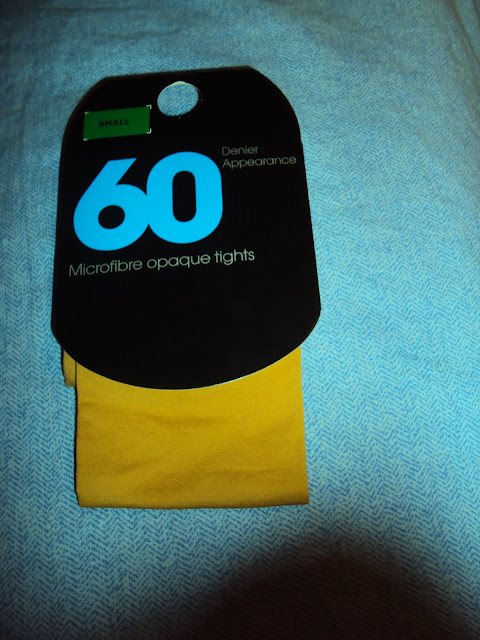 SMALL
60
Denier
Appearance
Microfibre opaque tights